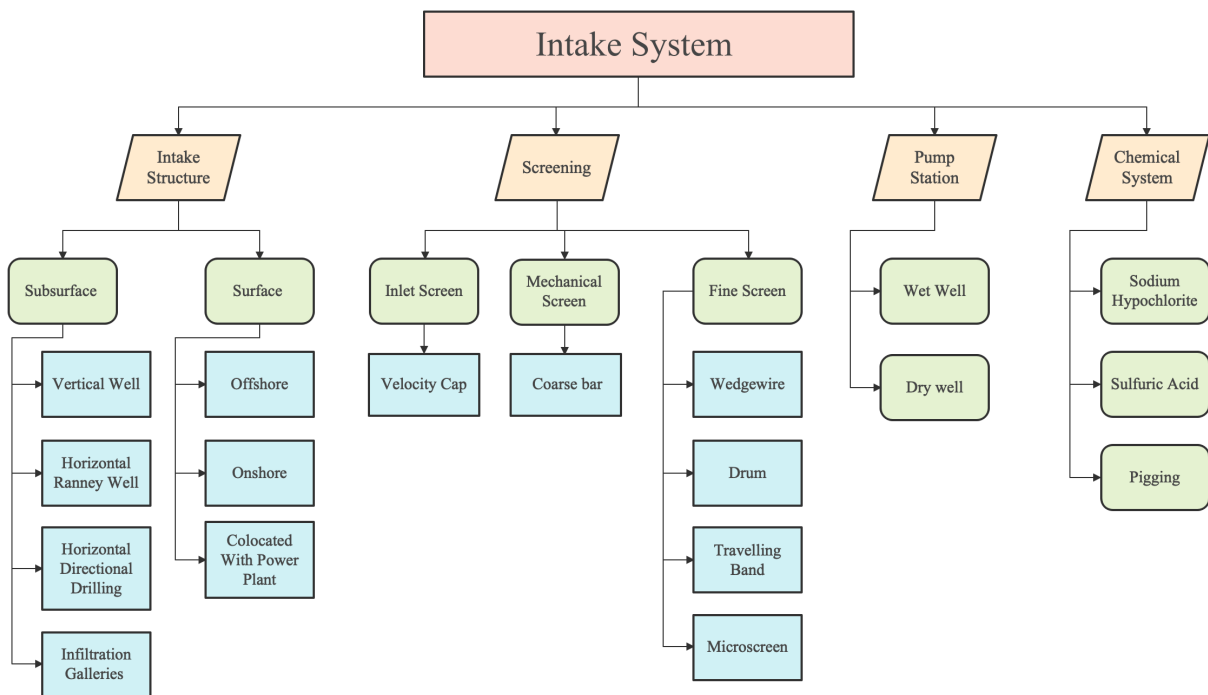 Intake System
Intake
Structure
Screening
Pump
Station
Chemical
System
Subsurface
Surface
Inlet Screen
Mechanical
Screen
Fine Screen
Wet Well
Sodium
Hypochlorite
Vertical Well
Offshore
Velocity Cap
Coarse bar
Wedgewire
Dry well
Sulfuric Acid
Horizontal
Ranney Well
Onshore
Drum
Pigging
Horizontal
Directional
Drilling
Colocated
With Power
Plant
Travelling
Band
Infiltration
Galleries
Microscreen